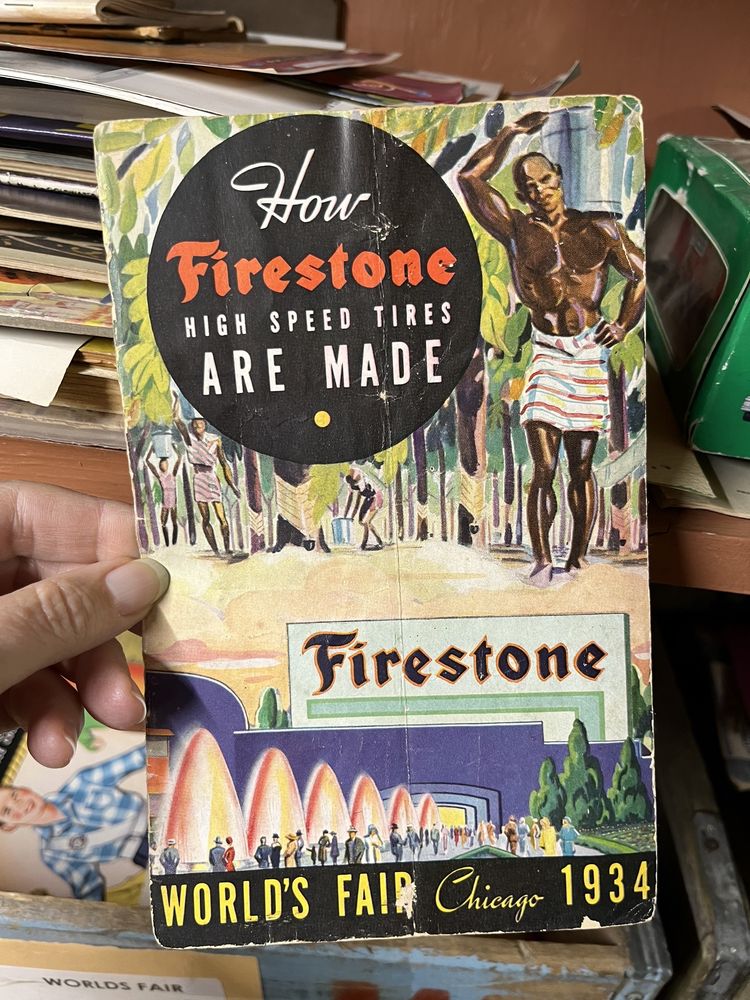 How
Firestone
HIGH SPEED TIRES
ARE MADE
Firestone
WORLD'S FAIR Chicago 1934
WORLDS FAIR